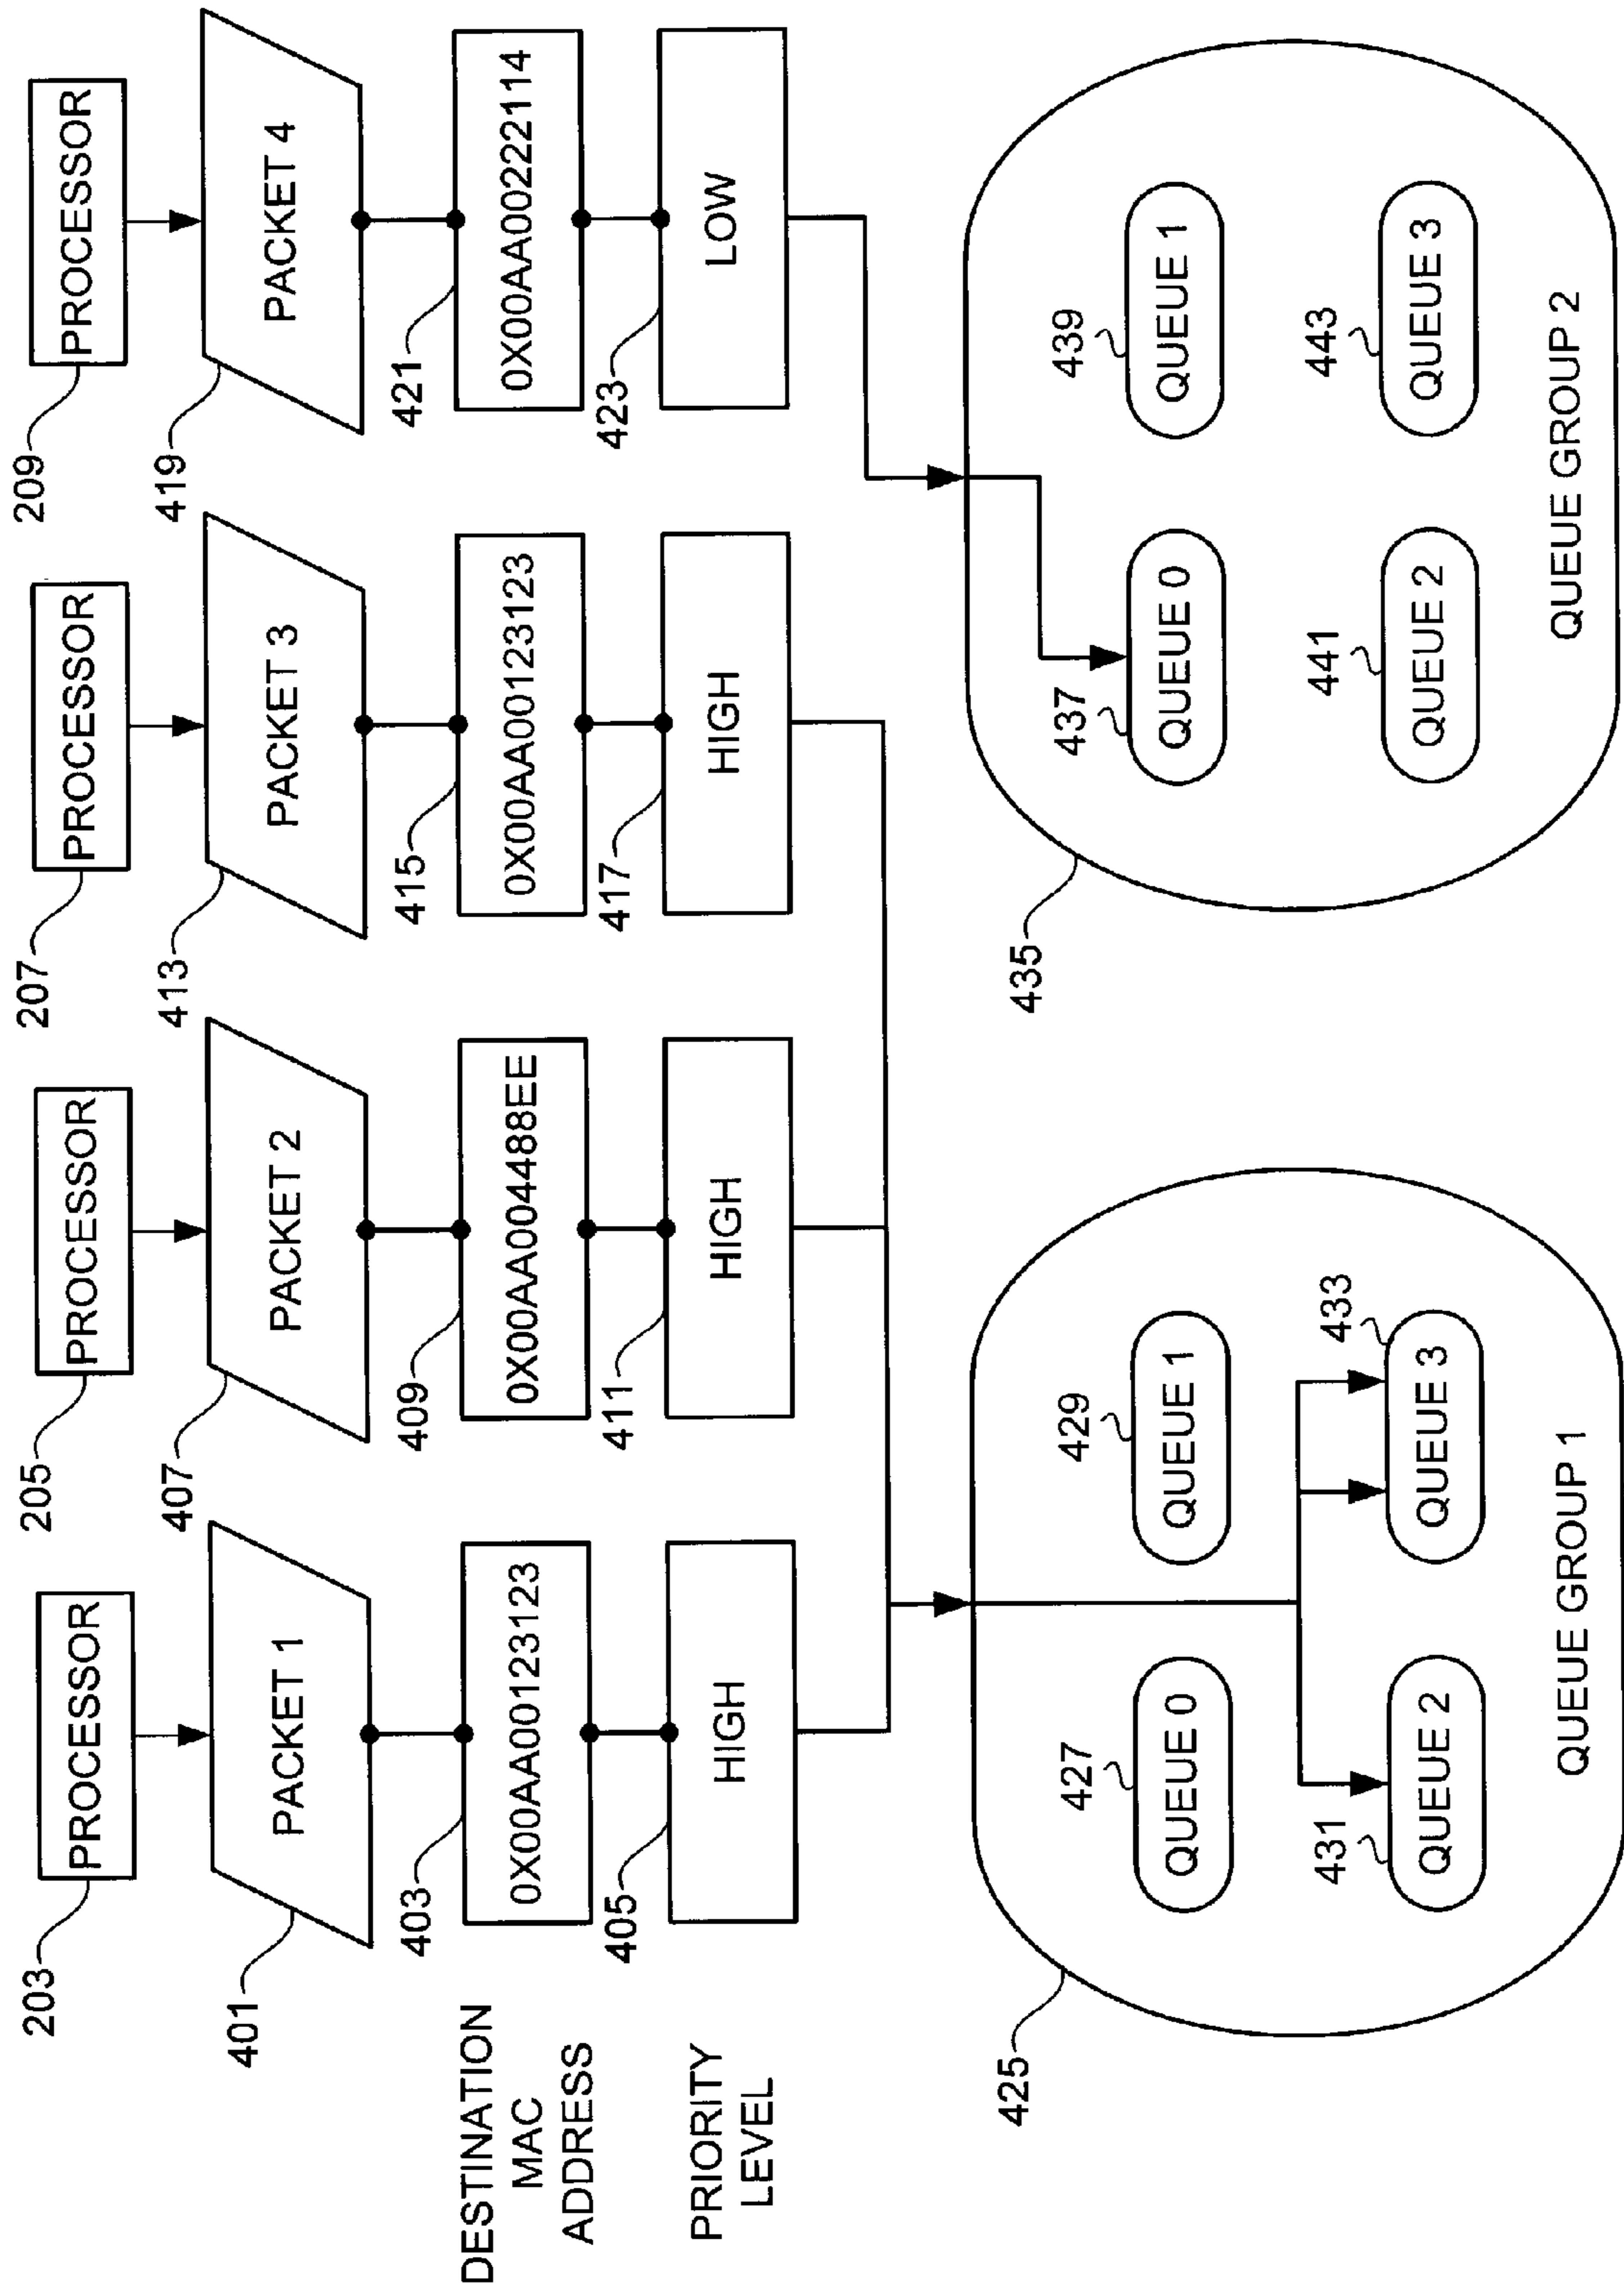 203
PROCESSOR
205
PROCESSOR
207
PROCESSOR
209
PROCESSOR
401
PACKET 1
407
PACKET 2
413
PACKET 3
419
PACKET 4
DESTINATION
MAC
ADDRESS
403
0X00AA00123123
409
0X00AA004488EE
415
0X00AA00123123
421
0X00AA00222114
PRIORITY
LEVEL
405
HIGH
411
HIGH
417
HIGH
423
LOW
425
427
QUEUE 0
429
QUEUE 1
431
QUEUE 2
433
QUEUE 3
QUEUE GROUP 1
435
437
QUEUE 0
439
QUEUE 1
441
QUEUE 2
443
QUEUE 3
QUEUE GROUP 2